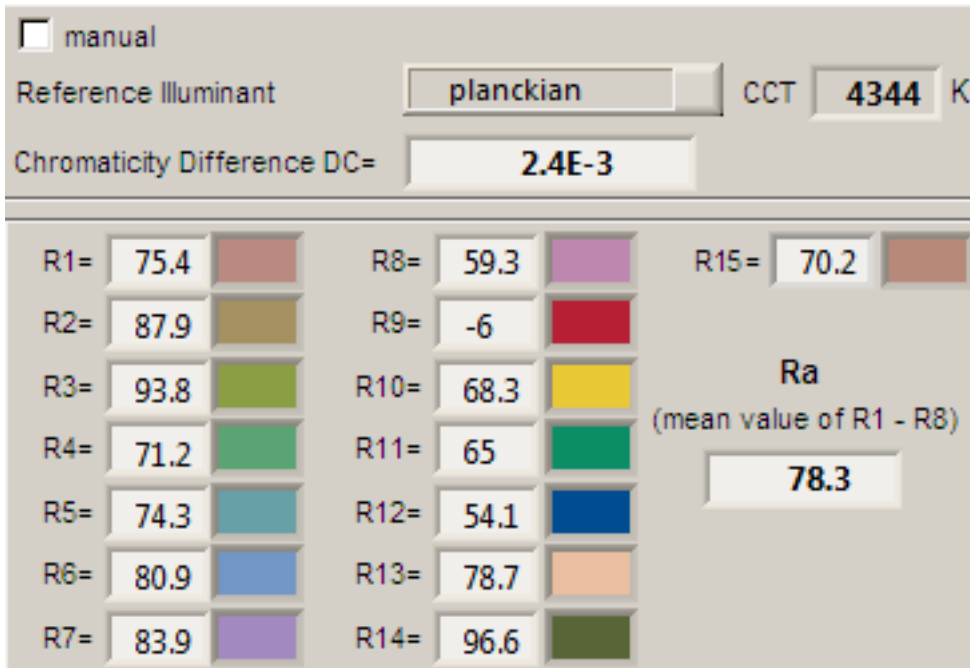 manual
Reference Illuminant planckian CCT 4344 K
Chromaticity Difference DC= 2.4E-3
R1= 75.4 R8= 59.3 R15= 70.2
R2= 87.9 R9= -6
R3= 93.8 R10= 68.3 Ra
R4= 71.2 R11= 65 (mean value of R1 - R8)
R5= 74.3 R12= 54.1 78.3
R6= 80.9 R13= 78.7
R7= 83.9 R14= 96.6